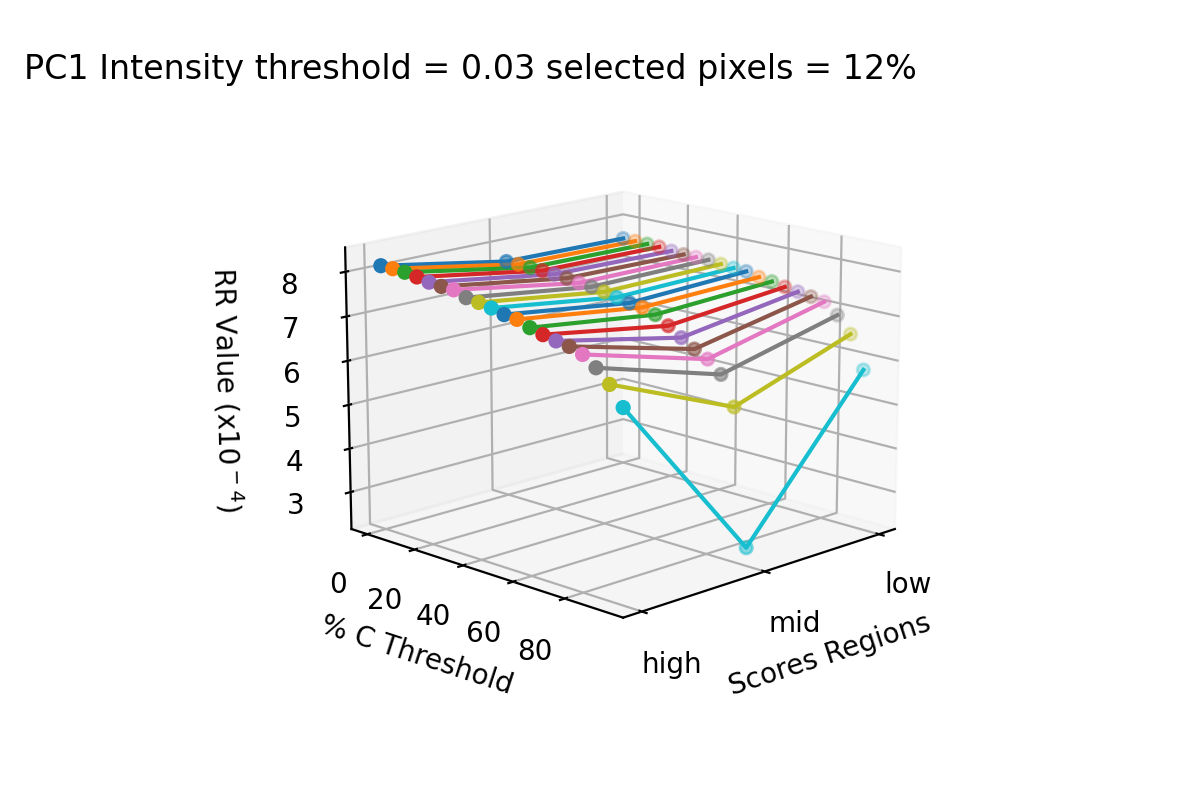 PC1 Intensity threshold = 0.03 selected pixels = 12%
RR Value (x10⁻⁴)
8
7
6
5
4
3
0
20
40
60
80
% C Threshold
high
mid
low
Scores Regions